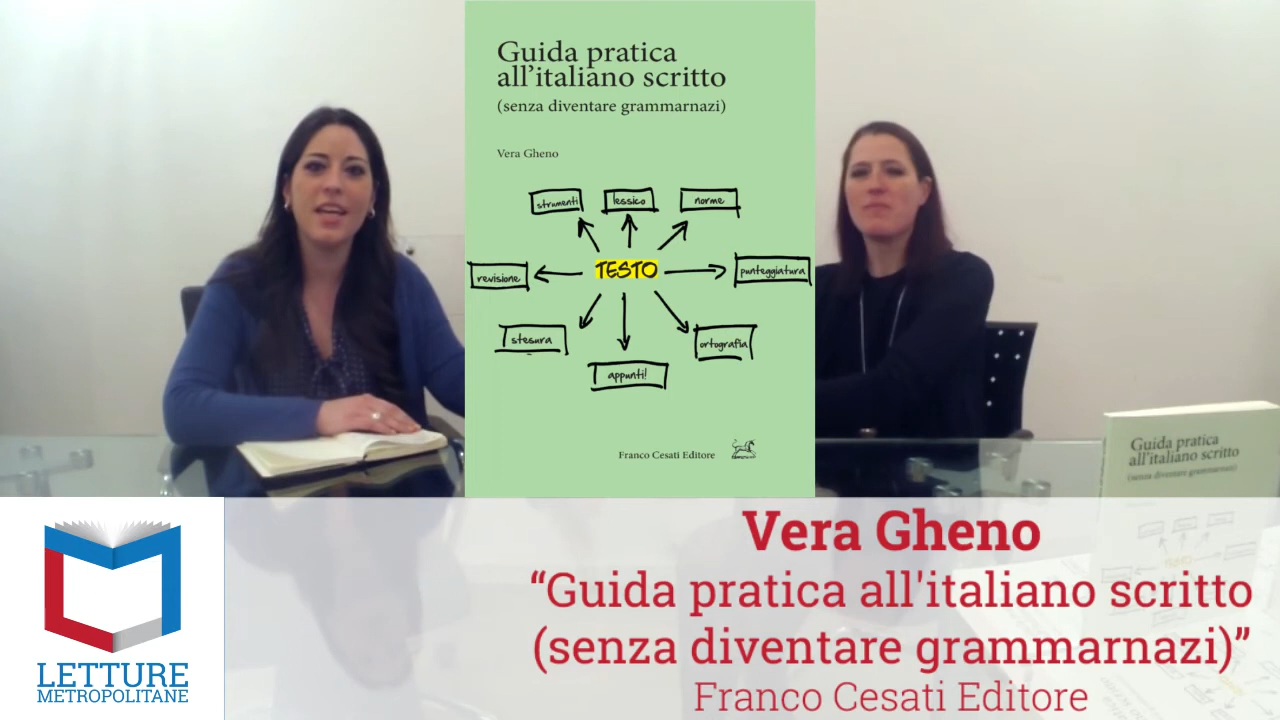 Guida pratica
all’italiano scritto
(senza diventare grammarnazi)
Vera Gheno
strumenti
lessico
norme
revisione
TESTO
punteggiatura
stesura
ortografia
appunti!
Franco Cesati Editore
Guida pratica
all’italiano scritto
(senza diventare grammarnazi)
LETTURE
METROPOLITANE
Vera Gheno
“Guida pratica all'italiano scritto
(senza diventare grammarnazi)”
Franco Cesati Editore